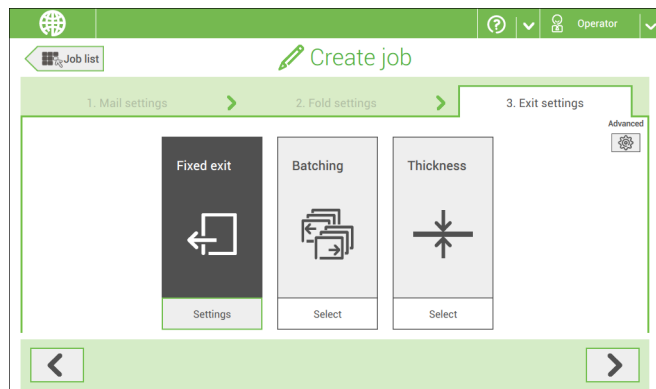 Operator
Job list
Create job
1. Mail settings
2. Fold settings
3. Exit settings
Advanced
Fixed exit
Batching
Thickness
Settings
Select
Select